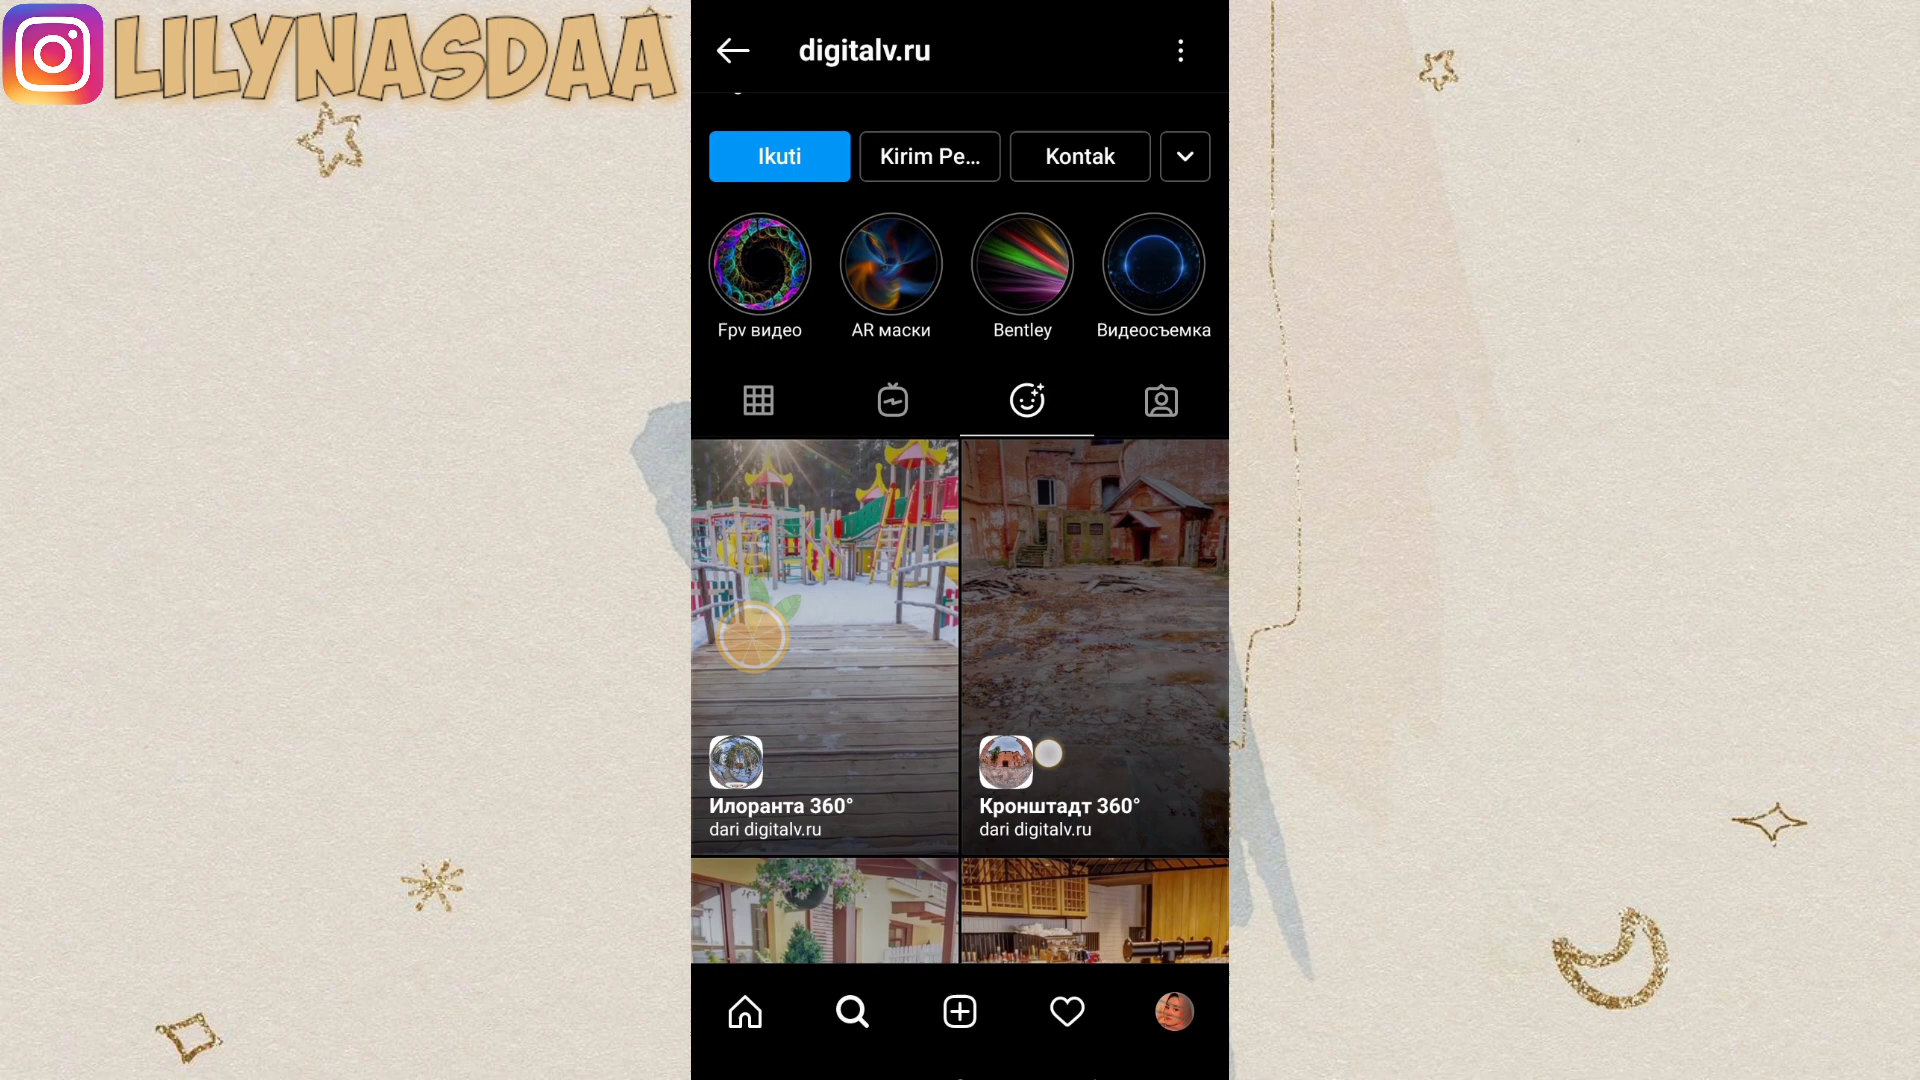 LILYNASDAA
digitalv.ru
Ikuti
Kirim Pe...
Kontak
Fpv видео
AR маски
Bentley
Видеосъемка
Илоранта 360°
dari digitalv.ru
Кронштадт 360°
dari digitalv.ru